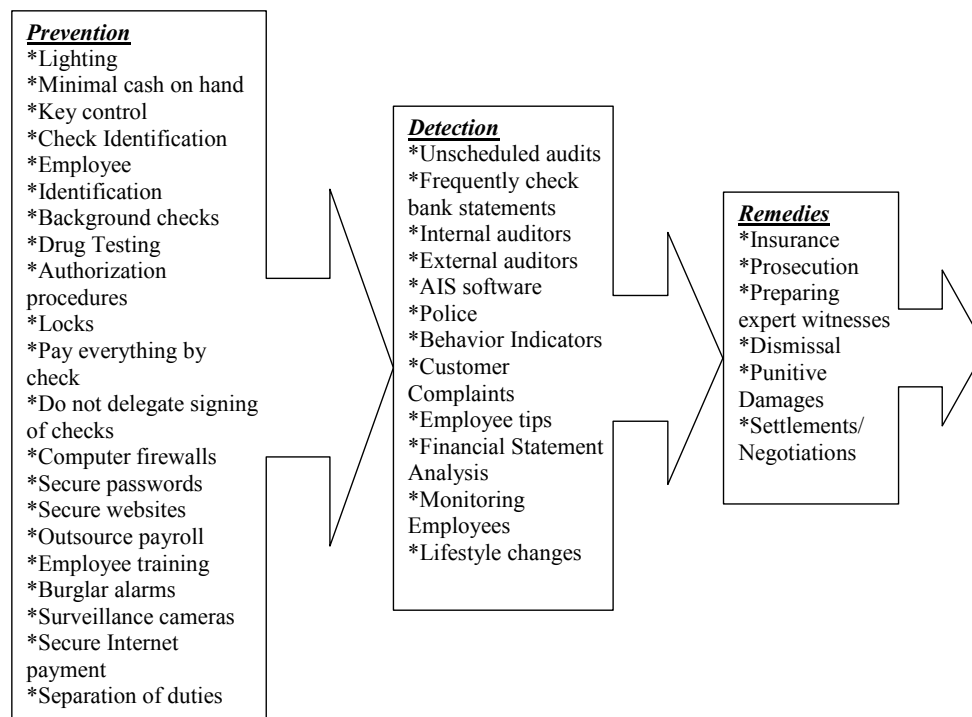 Prevention
*Lighting
*Minimal cash on hand
*Key control
*Check Identification
*Employee
*Identification
*Background checks
*Drug Testing
*Authorization
procedures
*Locks
*Pay everything by
check
*Do not delegate signing
of checks
*Computer firewalls
*Secure passwords
*Secure websites
*Outsource payroll
*Employee training
*Burglar alarms
*Surveillance cameras
*Secure Internet
payment
*Separation of duties
Detection
*Unscheduled audits
*Frequently check
bank statements
*Internal auditors
*External auditors
*AIS software
*Police
*Behavior Indicators
*Customer
Complaints
*Employee tips
*Financial Statement
Analysis
*Monitoring
Employees
*Lifestyle changes
Remedies
*Insurance
*Prosecution
*Preparing
expert witnesses
*Dismissal
*Punitive
Damages
*Settlements/
Negotiations